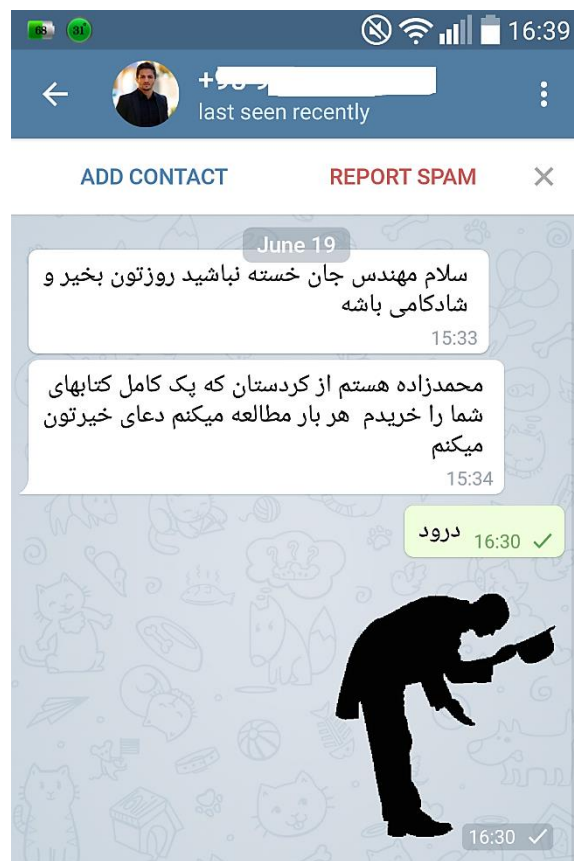 68
31°
16:39
last seen recently
ADD CONTACT
REPORT SPAM
June 19
سلام مهندس جان خسته نباشید روزتون بخیر و
شادکامی باشه
15:33
محمدزاده هستم از کردستان که پک کامل کتابهای
شما را خریدم هر بار مطالعه میکنم دعای خیرتون
میکنم
15:34
درود
16:30
16:30